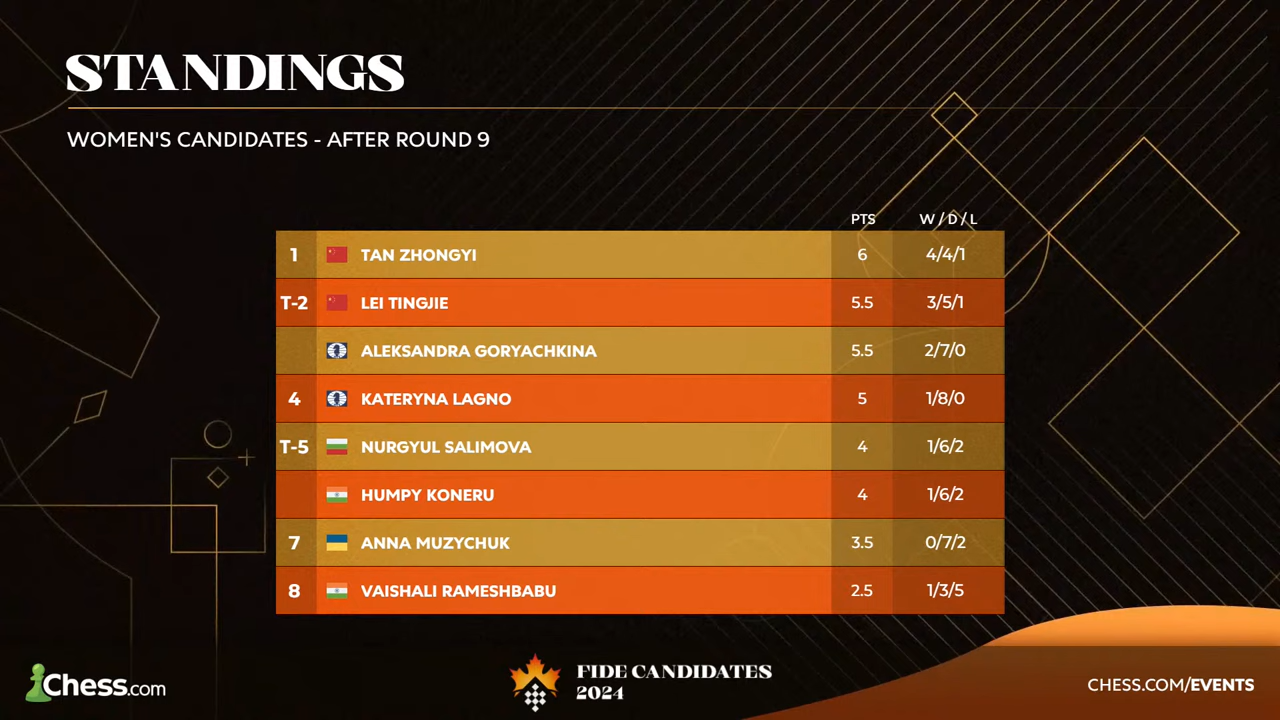 STANDINGS
WOMEN'S CANDIDATES - AFTER ROUND 9
PTS W / D / L
1 TAN ZHONGYI 6 4/4/1
T-2 LEI TINGJIE 5.5 3/5/1
ALEKSANDRA GORYACHKINA 5.5 2/7/0
4 KATERYNA LAGNO 5 1/8/0
T-5 NURGYUL SALIMOVA 4 1/6/2
HUMPY KONERU 4 1/6/2
7 ANNA MUZYCHUK 3.5 0/7/2
8 VAISHALI RAMESHBABU 2.5 1/3/5
Chess.com
FIDE CANDIDATES
2024
CHESS.COM/EVENTS